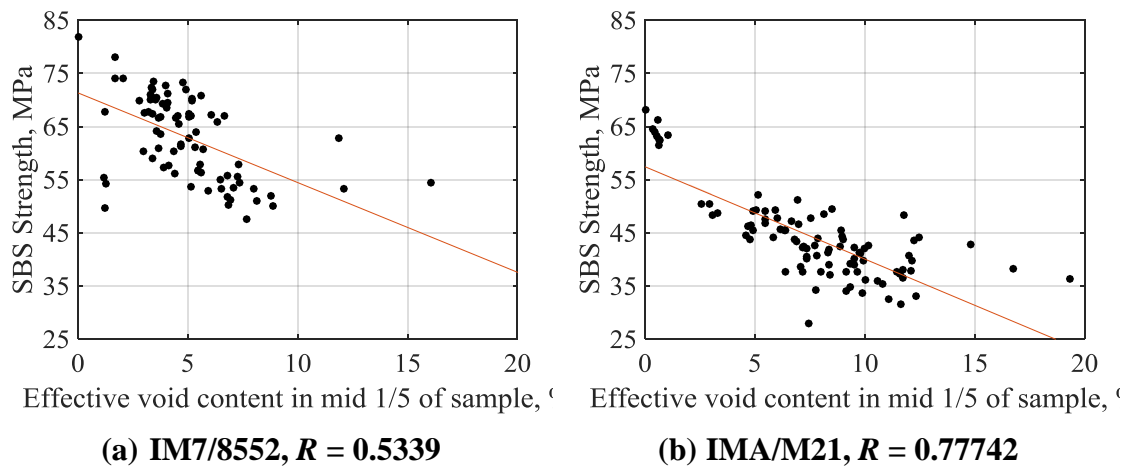 85
75
65
55
45
35
25
0 5 10 15 20
SBS Strength, MPa
Effective void content in mid 1/5 of sample,
(a) IM7/8552, R = 0.5339
85
75
65
55
45
35
25
0 5 10 15 20
SBS Strength, MPa
Effective void content in mid 1/5 of sample,
(b) IMA/M21, R = 0.77742